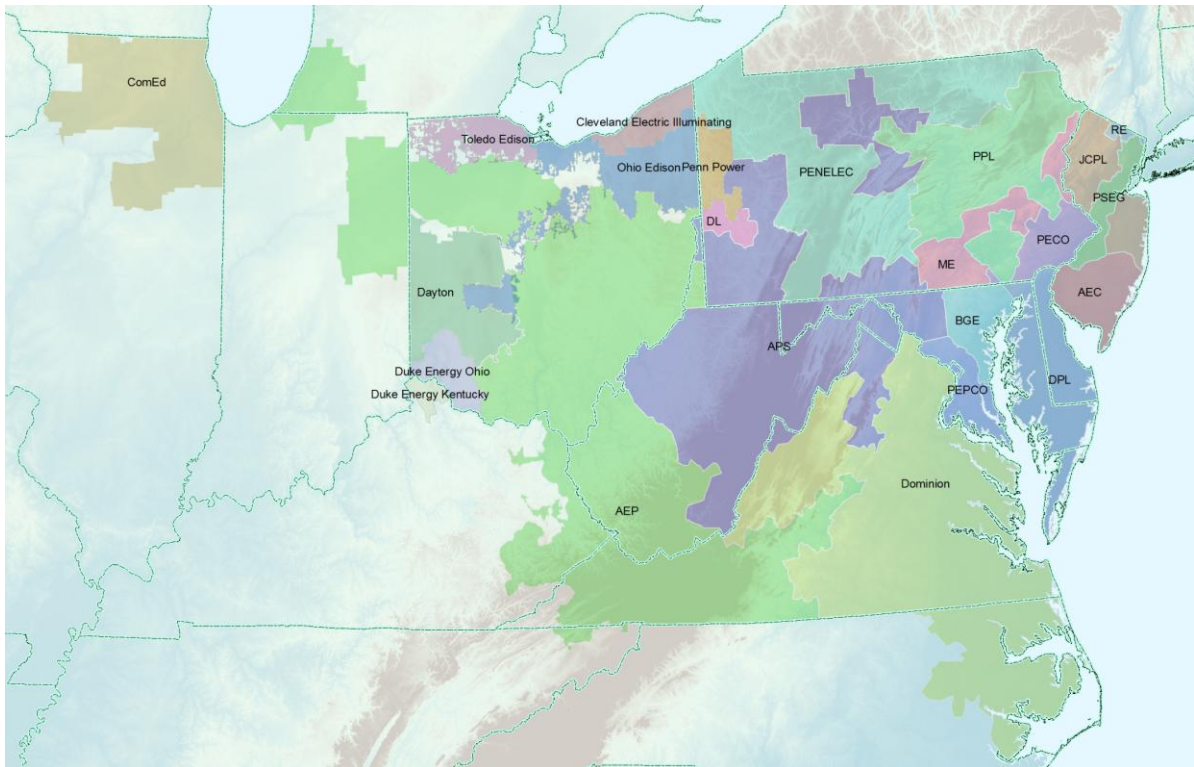 ComEd
RE
Cleveland Electric Illuminating
Toledo Edison
PPL
JCPL
Ohio Edison
Penn Power
PENELEC
PSEG
DL
PECO
ME
Dayton
AEC
BGE
APS
Duke Energy Ohio
DPL
Duke Energy Kentucky
PEPCO
Dominion
AEP